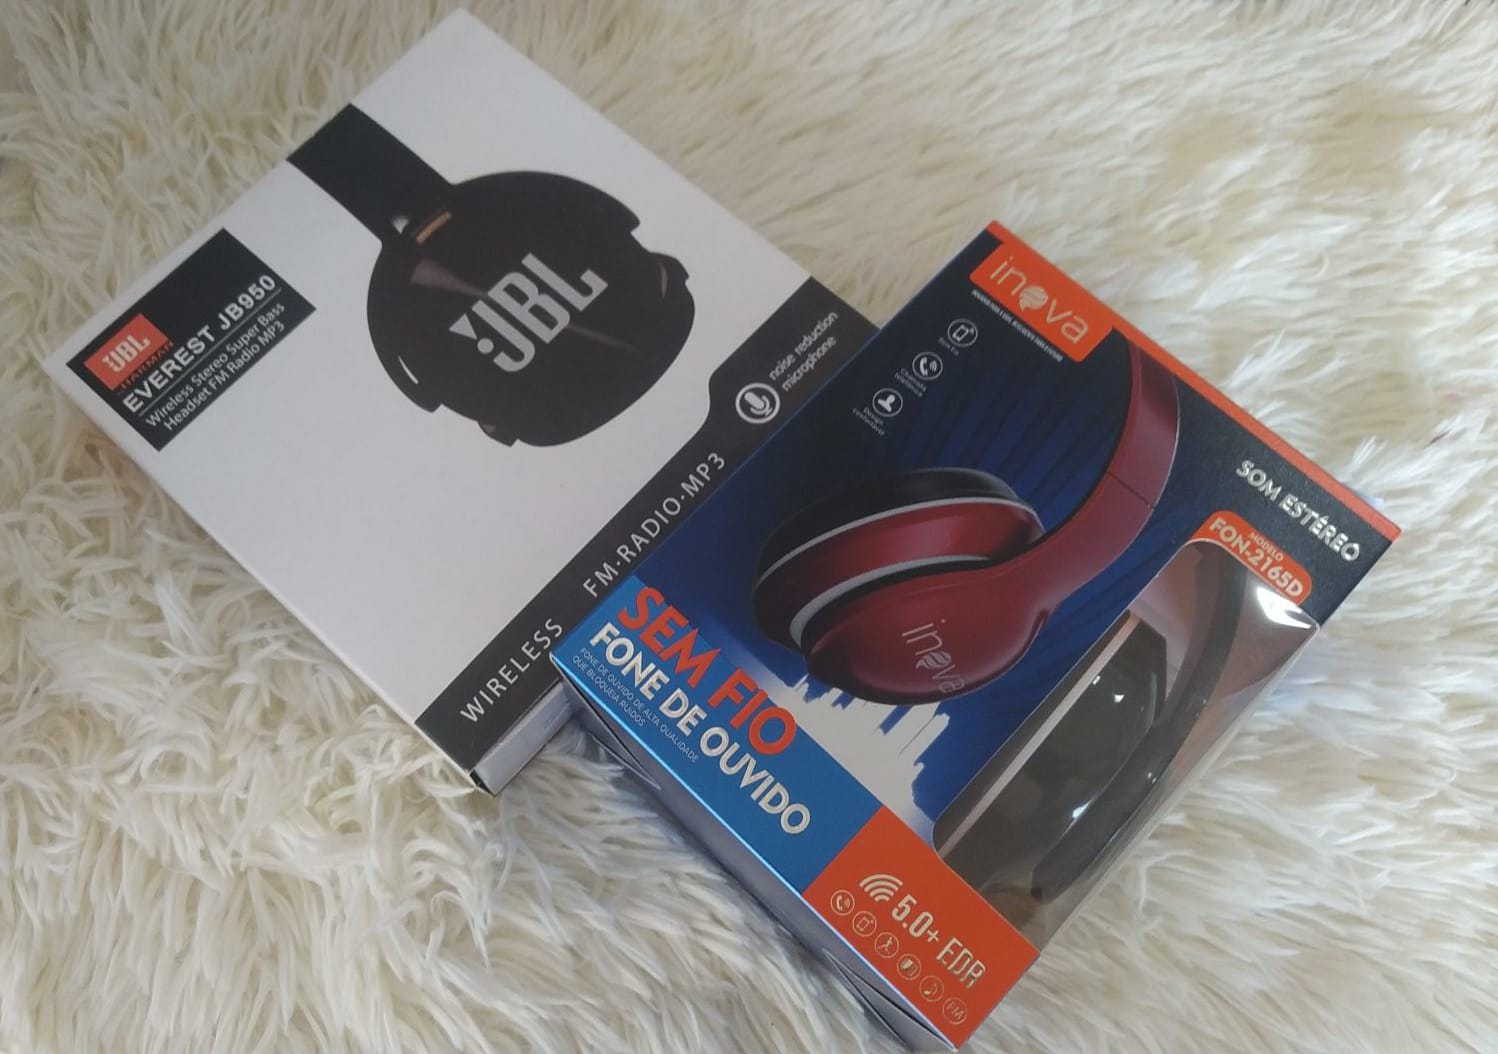 JBL
HARMAN
EVEREST JB950
Wireless Stereo Super Bass
Headset FM Radio MP3
JBL
WIRELESS FM-RADIO-MP3
noise reduction
microphone
SEM FIO
FONE DE OUVIDO
FONE DE OUVIDO DE ALTA QUALIDADE
QUE BLOQUEIA RUÍDOS
5.0+ EDR
FM
inova
inova
MODELO
FON-2165D
SOM ESTÉREO